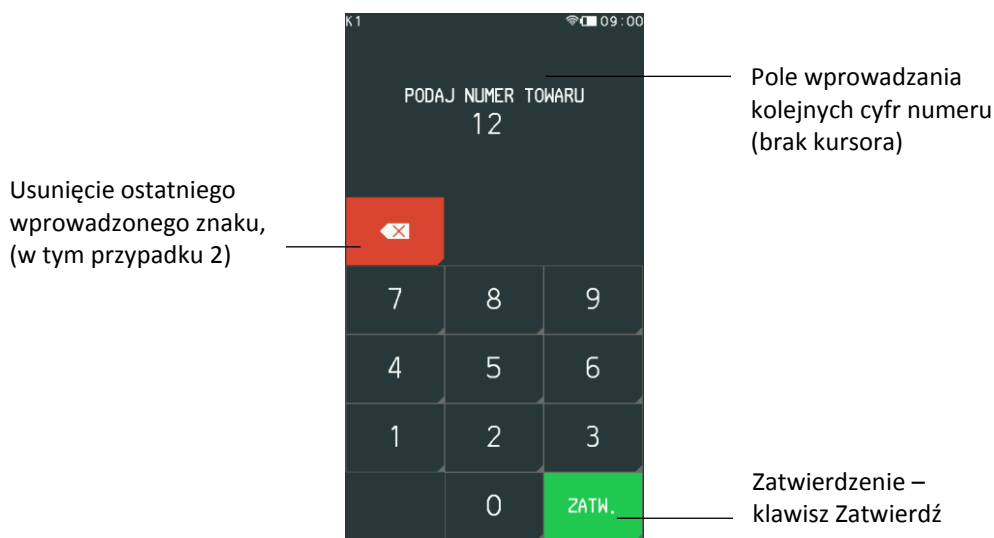 K1 09:00
PODAJ NUMER TOWARU
12
Pole wprowadzania
kolejnych cyfr numeru
(brak kursora)
Usunięcie ostatniego
wprowadzonego znaku,
(w tym przypadku 2)
7 8 9
4 5 6
1 2 3
0 ZATW.
Zatwierdzenie –
klawisz Zatwierdź